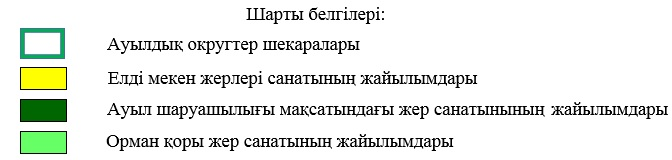 Шарты белгілері:
Ауылдық округтер шекаралары
Елді мекен жерлері санатының жайылымдары
Ауыл шаруашылығы мақсатындағы жер санатынының жайылымдары
Орман қоры жер санатының жайылымдары